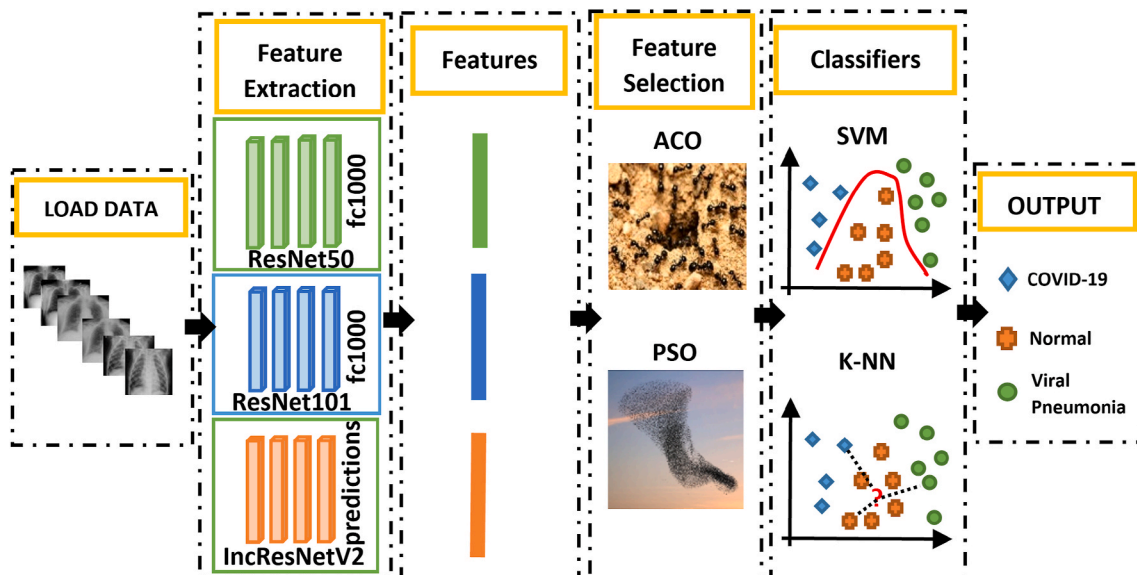 LOAD DATA
Feature
Extraction
fc1000
ResNet50
fc1000
ResNet101
predictions
IncResNetV2
Features
Feature
Selection
ACO
PSO
Classifiers
SVM
K-NN
?
OUTPUT
COVID-19
Normal
Viral
Pneumonia